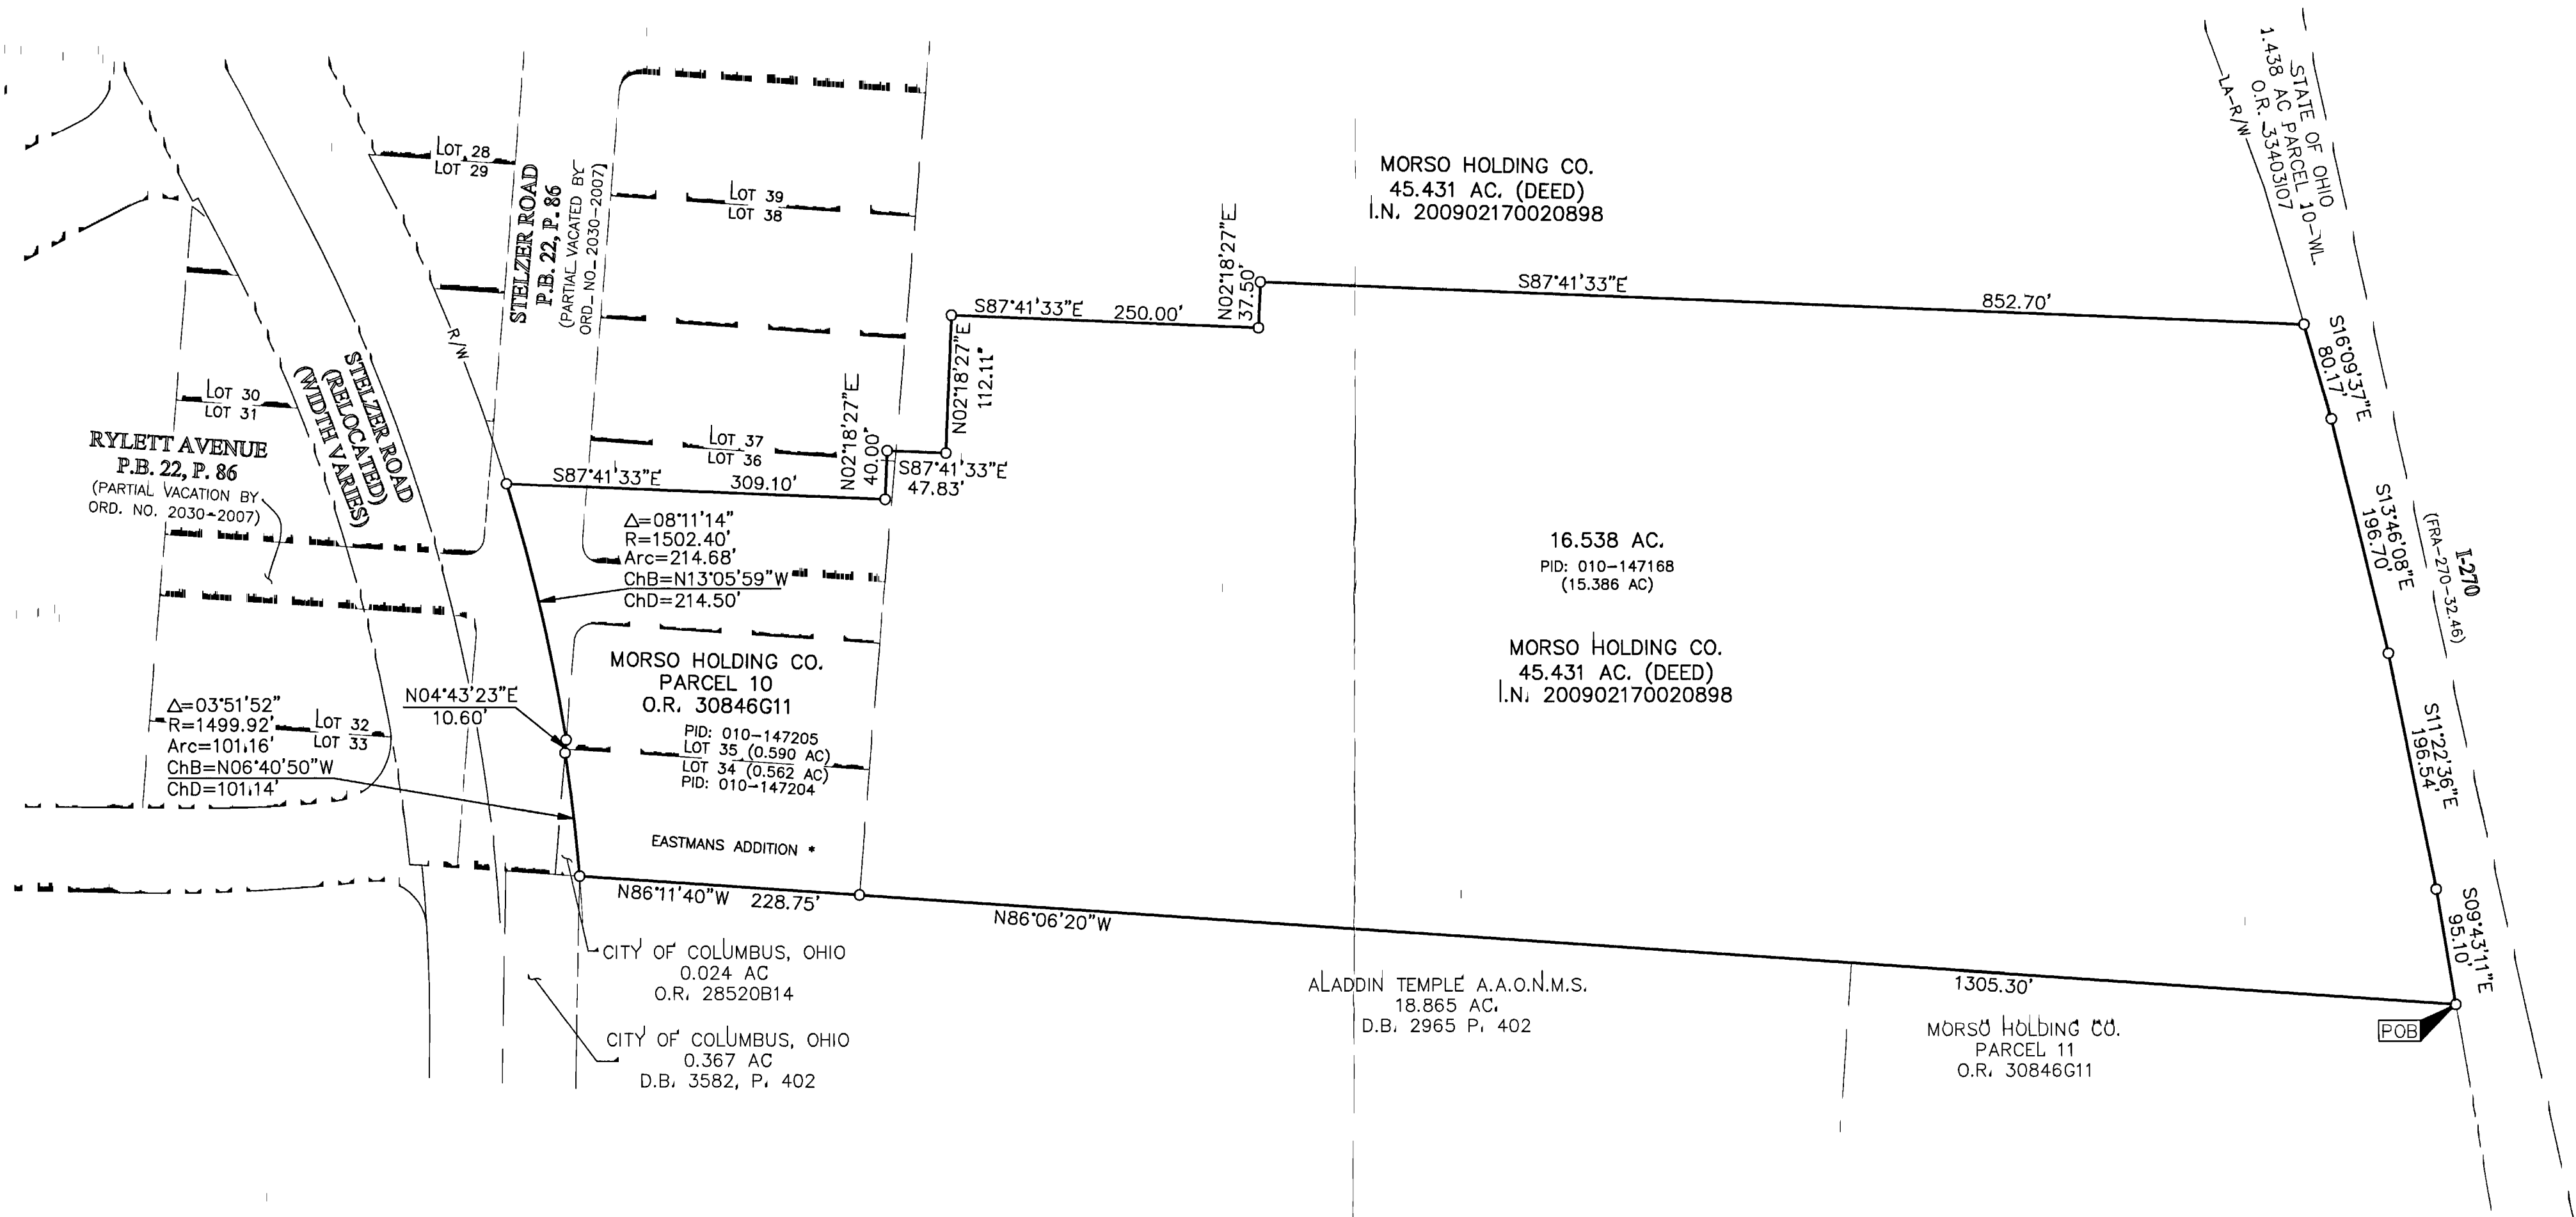 LOT 28
LOT 29
STELZER ROAD
P.B. 22, P. 86
(PARTIAL VACATED BY
ORD. NO. 2030-2007)
LOT 39
LOT 38
MORSO HOLDING CO.
45.431 AC. (DEED)
I.N. 200902170020898
STATE OF OHIO
1.438 AC PARCEL 10-WL
O.R. 33403I07
LA-R/W
R/W
S87°41'33"E 250.00'
N02°18'27"E
37.50'
S87°41'33"E 852.70'
N02°18'27"E
112.11'
S16°09'37"E
80.17'
STELZER ROAD
(RELOCATED)
(WIDTH VARIES)
LOT 30
LOT 31
RYLETT AVENUE
P.B. 22, P. 86
(PARTIAL VACATION BY
ORD. NO. 2030-2007)
LOT 37
LOT 36
N02°18'27"E
40.00'
S87°41'33"E
47.83'
S87°41'33"E 309.10'
Δ=08°11'14"
R=1502.40'
Arc=214.68'
ChB=N13°05'59"W
ChD=214.50'
16.538 AC.
PID: 010-147168
(15.386 AC)
S13°46'08"E
196.70'
I-270
(FRA-270-32.46)
MORSO HOLDING CO.
45.431 AC. (DEED)
I.N. 200902170020898
MORSO HOLDING CO.
PARCEL 10
O.R. 30846G11
PID: 010-147205
LOT 35 (0.590 AC)
LOT 34 (0.562 AC)
PID: 010-147204
N04°43'23"E
10.60'
Δ=03°51'52"
R=1499.92'
Arc=101.16'
ChB=N06°40'50"W
ChD=101.14'
LOT 32
LOT 33
S11°22'36"E
196.54'
EASTMANS ADDITION *
N86°11'40"W 228.75'
N86°06'20"W
1305.30'
S09°43'11"E
95.10'
CITY OF COLUMBUS, OHIO
0.024 AC
O.R. 28520B14
CITY OF COLUMBUS, OHIO
0.367 AC
D.B. 3582, P. 402
ALADDIN TEMPLE A.A.O.N.M.S.
18.865 AC.
D.B. 2965 P. 402
MORSO HOLDING CO.
PARCEL 11
O.R. 30846G11
POB